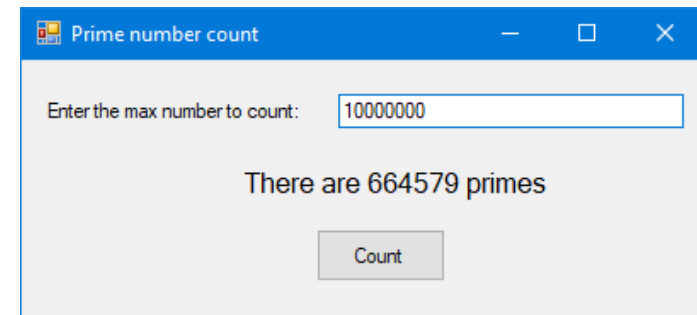 Prime number count
Enter the max number to count: 10000000
There are 664579 primes
Count